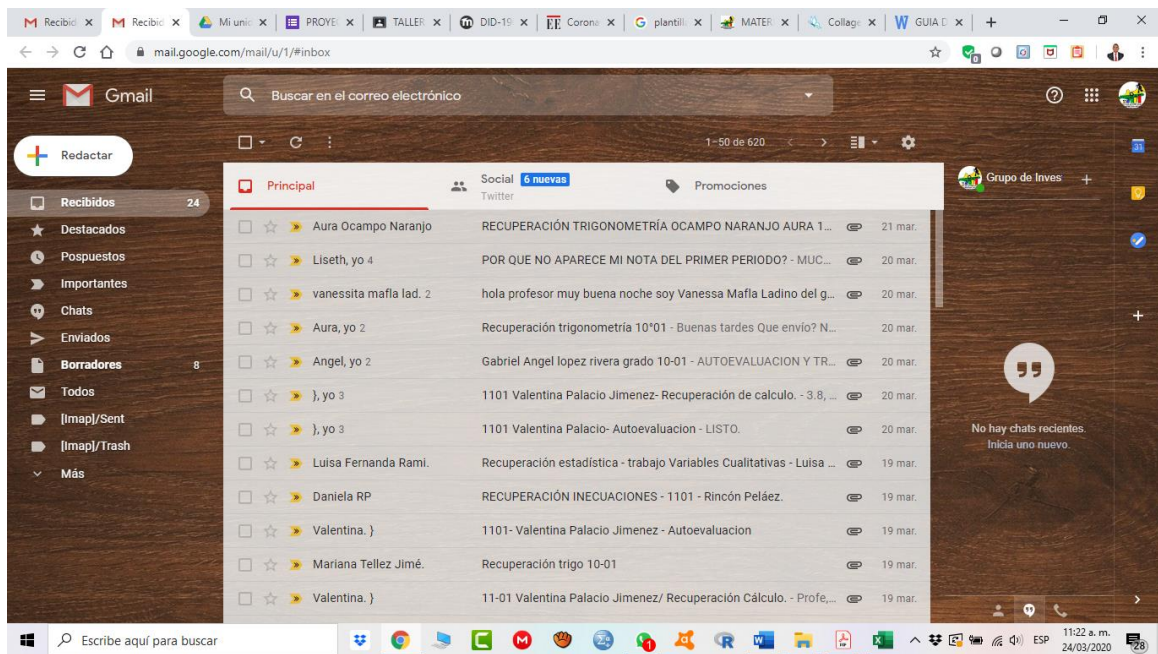 Recibid
Recibid
Mi unid
PROYEC
TALLER
DID-19
Corona
plantill
MATER
Collage
GUIA D
mail.google.com/mail/u/1/#inbox
Gmail
Buscar en el correo electrónico
Redactar
1-50 de 620
Principal
Social 6 nuevas
Twitter
Promociones
Grupo de Inves
Recibidos 24
Destacados
Pospuestos
Importantes
Chats
Enviados
Borradores 8
Todos
[Imap]/Sent
[Imap]/Trash
Más
Aura Ocampo Naranjo RECUPERACIÓN TRIGONOMETRÍA OCAMPO NARANJO AURA 1... 21 mar.
Liseth, yo 4 POR QUE NO APARECE MI NOTA DEL PRIMER PERIODO? - MUC... 20 mar.
vanessita mafla lad. 2 hola profesor muy buena noche soy Vanessa Mafla Ladino del g... 20 mar.
Aura, yo 2 Recuperación trigonometría 10°01 - Buenas tardes Que envío? N... 20 mar.
Angel, yo 2 Gabriel Angel lopez rivera grado 10-01 - AUTOEVALUACION Y TR... 20 mar.
}, yo 3 1101 Valentina Palacio Jimenez- Recuperación de calculo. - 3.8, ... 20 mar.
}, yo 3 1101 Valentina Palacio- Autoevaluacion - LISTO. 20 mar.
Luisa Fernanda Rami. Recuperación estadística - trabajo Variables Cualitativas - Luisa ... 19 mar.
Daniela RP RECUPERACIÓN INECUACIONES - 1101 - Rincón Peláez. 19 mar.
Valentina. } 1101- Valentina Palacio Jimenez - Autoevaluacion 19 mar.
Mariana Tellez Jimé. Recuperación trigo 10-01 19 mar.
Valentina. } 11-01 Valentina Palacio Jimenez/ Recuperación Cálculo. - Profe,... 19 mar.
No hay chats recientes.
Inicia uno nuevo.
Escribe aquí para buscar
ESP
11:22 a. m.
24/03/2020
28